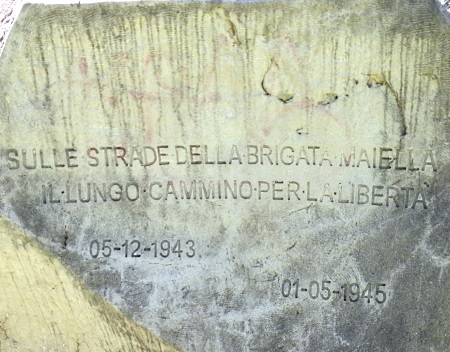 SULLE STRADE DELLA BRIGATA MAIELLA
IL·LUNGO·CAMMINO·PER·LA·LIBERTÀ
05-12-1943
01-05-1945